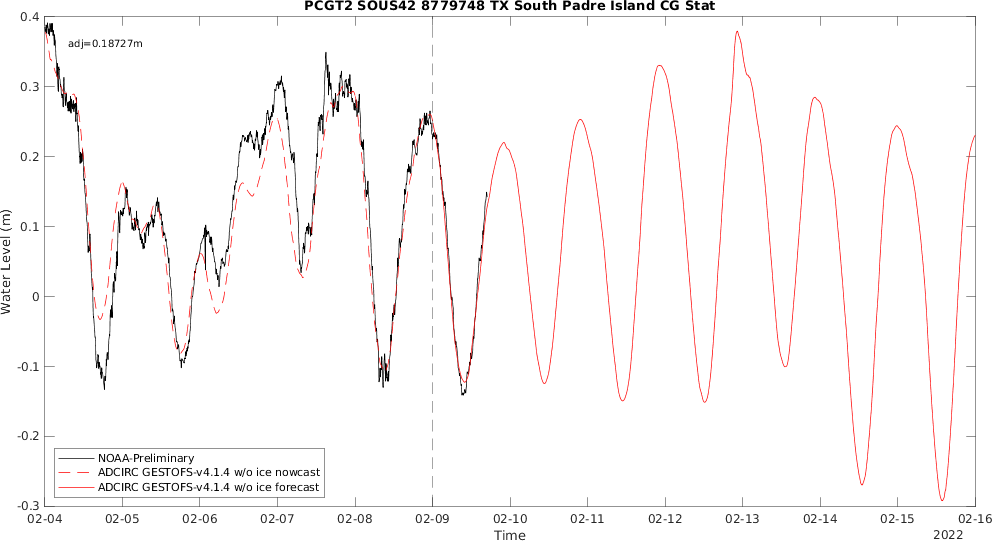 PCGT2 SOUS42 8779748 TX South Padre Island CG Stat
adj=0.18727m
0.4
0.3
0.2
0.1
0
-0.1
-0.2
-0.3
Water Level (m)
NOAA-Preliminary
ADCIRC GESTOFS-v4.1.4 w/o ice nowcast
ADCIRC GESTOFS-v4.1.4 w/o ice forecast
02-04 02-05 02-06 02-07 02-08 02-09 02-10 02-11 02-12 02-13 02-14 02-15 02-16
Time
2022